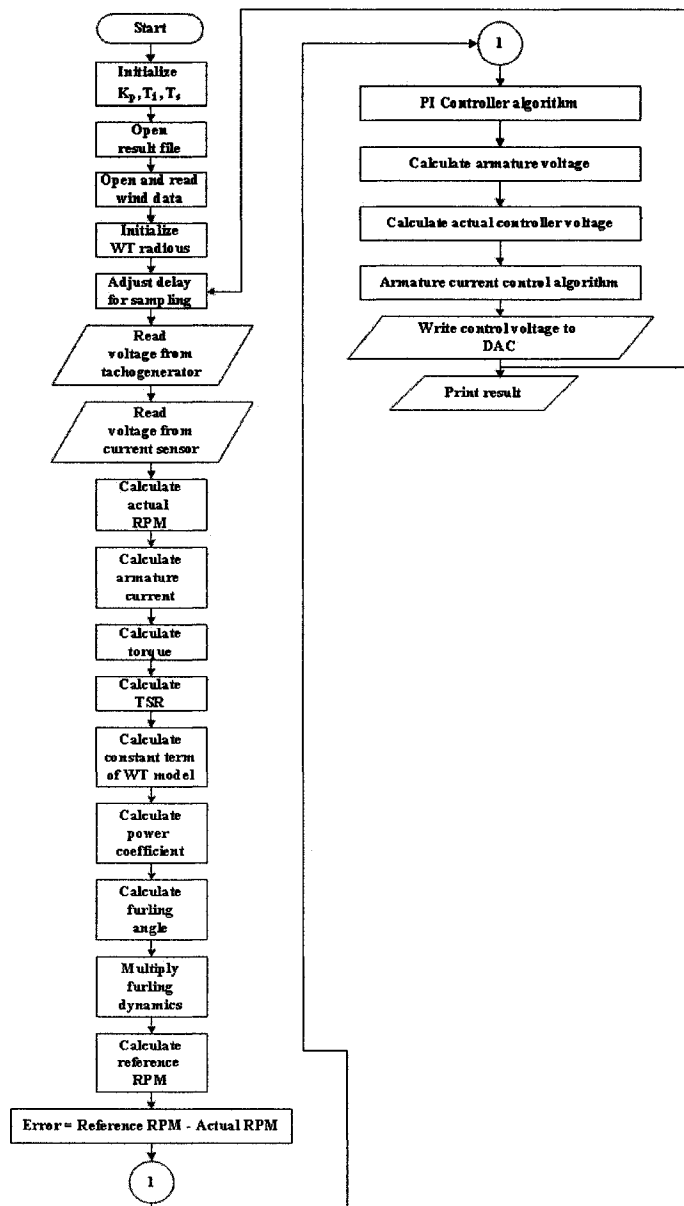 Start
Initialize
Kp, Ti, Ts
Open
result file
Open and read
wind data
Initialize
WT radious
Adjust delay
for sampling
Read
voltage from
tachogenerator
Read
voltage from
current sensor
Calculate
actual
RPM
Calculate
armature
current
Calculate
torque
Calculate
TSR
Calculate
constant term
of WT model
Calculate
power
coefficient
Calculate
furling
angle
Multiply
furling
dynamics
Calculate
reference
RPM
Error = Reference RPM - Actual RPM
1
1
PI Controller algorithm
Calculate armature voltage
Calculate actual controller voltage
Armature current control algorithm
Write control voltage to
DAC
Print result